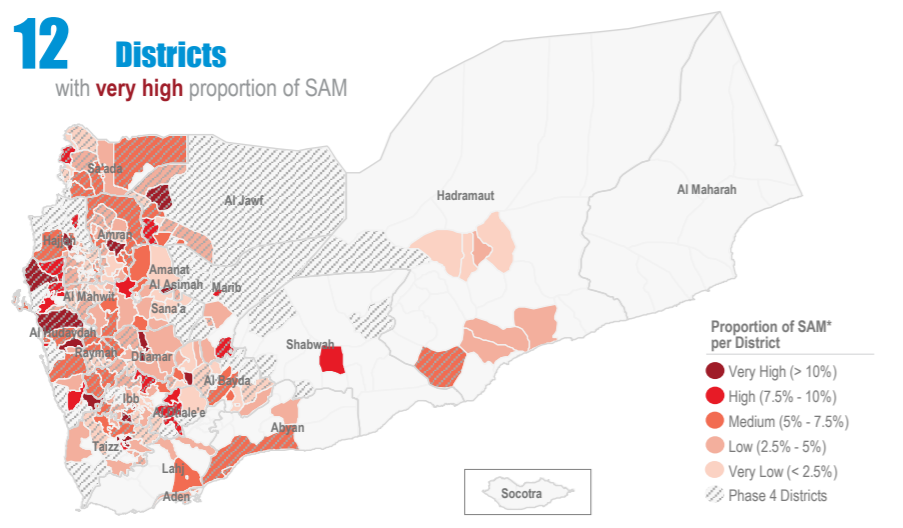 12 Districts
with very high proportion of SAM
Sa'ada
Al Jawf
Hadramaut
Al Maharah
Hajjah
Amran
Amanat
Al Asimah
Marib
Al Mahwit
Sana'a
Al Hudaydah
Raymah
Dhamar
Shabwah
Al Bayda
Ibb
Al Dhale'e
Abyan
Taizz
Lahj
Aden
Socotra
Proportion of SAM*
per District
Very High (> 10%)
High (7.5% - 10%)
Medium (5% - 7.5%)
Low (2.5% - 5%)
Very Low (< 2.5%)
Phase 4 Districts